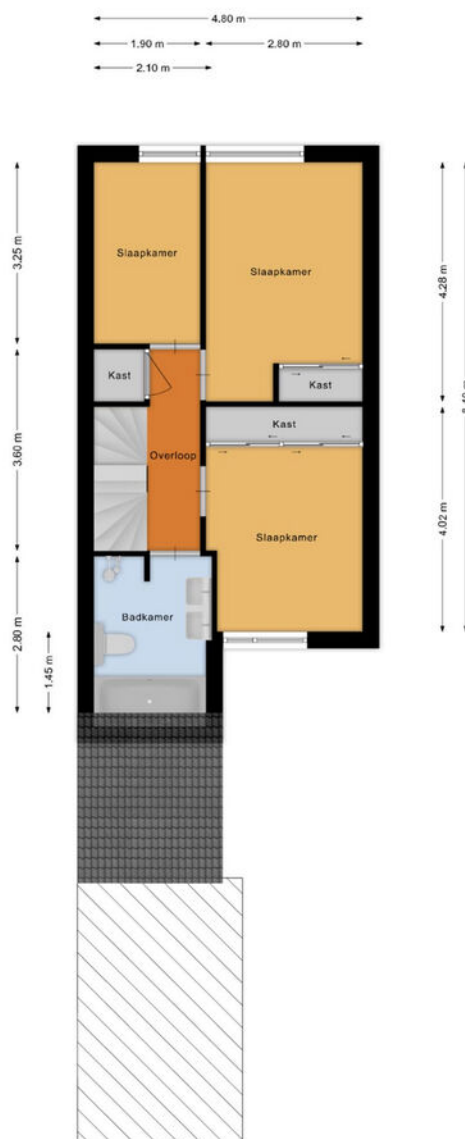 4.80 m
1.90 m
2.80 m
2.10 m
3.25 m
4.28 m
Slaapkamer
Slaapkamer
Kast
Kast
Kast
3.60 m
Overloop
4.02 m
Slaapkamer
Badkamer
2.80 m
1.45 m